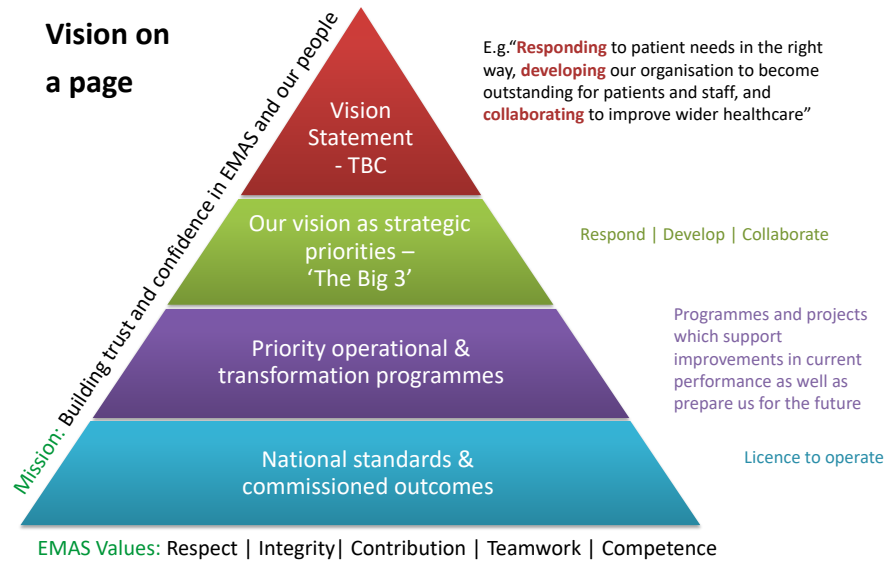 Vision on
a page
Mission: Building trust and confidence in EMAS and our people
E.g.“Responding to patient needs in the right
way, developing our organisation to become
outstanding for patients and staff, and
collaborating to improve wider healthcare”
Vision
Statement
- TBC
Our vision as strategic
priorities –
‘The Big 3’
Respond | Develop | Collaborate
Priority operational &
transformation programmes
Programmes and projects
which support
improvements in current
performance as well as
prepare us for the future
National standards &
commissioned outcomes
Licence to operate
EMAS Values: Respect | Integrity| Contribution | Teamwork | Competence